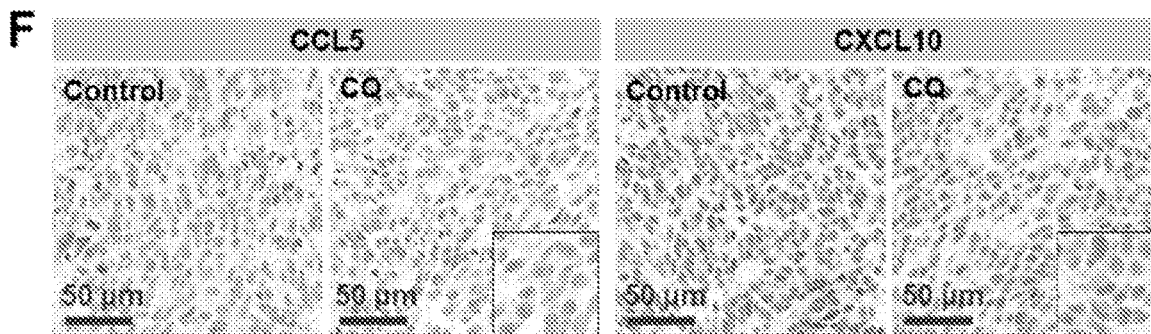 F
CCL5 CXCL10
Control CQ Control CQ
50 µm 50 µm 50 µm 50 µm